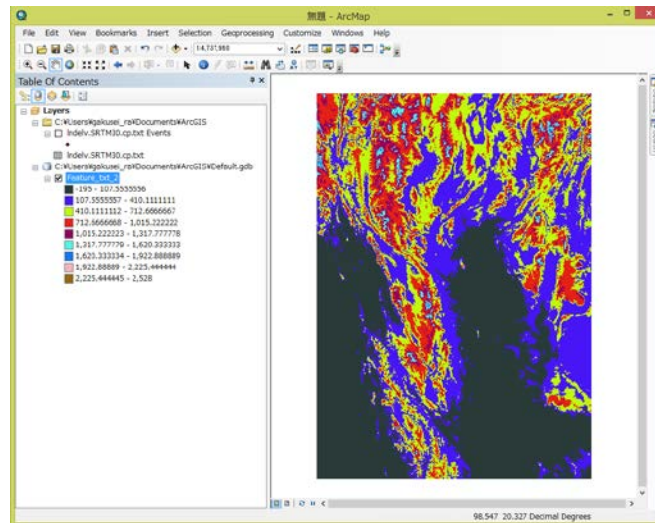 無題 - ArcMap
File Edit View Bookmarks Insert Selection Geoprocessing Customize Windows Help
Table Of Contents
Layers
C:¥Users¥gakusei_ra¥Documents¥ArcGIS
lndelv.SRTM30.cp.txt Events
lndelv.SRTM30.cp.txt
C:¥Users¥gakusei_ra¥Documents¥ArcGIS¥Default.gdb
Feature_txt_2
-195 - 107.5555556
107.5555557 - 410.1111111
410.1111112 - 712.6666667
712.6666668 - 1,015.222222
1,015.222223 - 1,317.777778
1,317.777779 - 1,620.333333
1,620.333334 - 1,922.888889
1,922.88889 - 2,225.444444
2,225.444445 - 2,528
98.547 20.327 Decimal Degrees